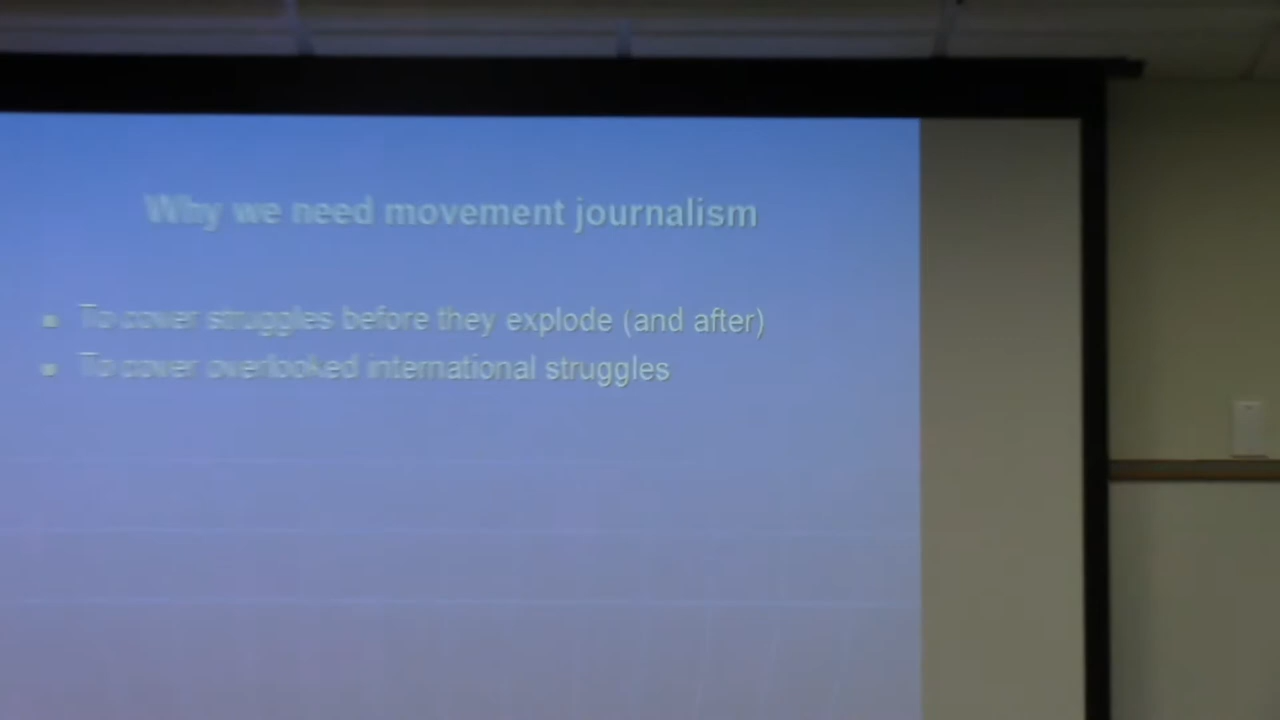 Why we need movement journalism
To cover struggles before they explode (and after)
To cover overlooked international struggles